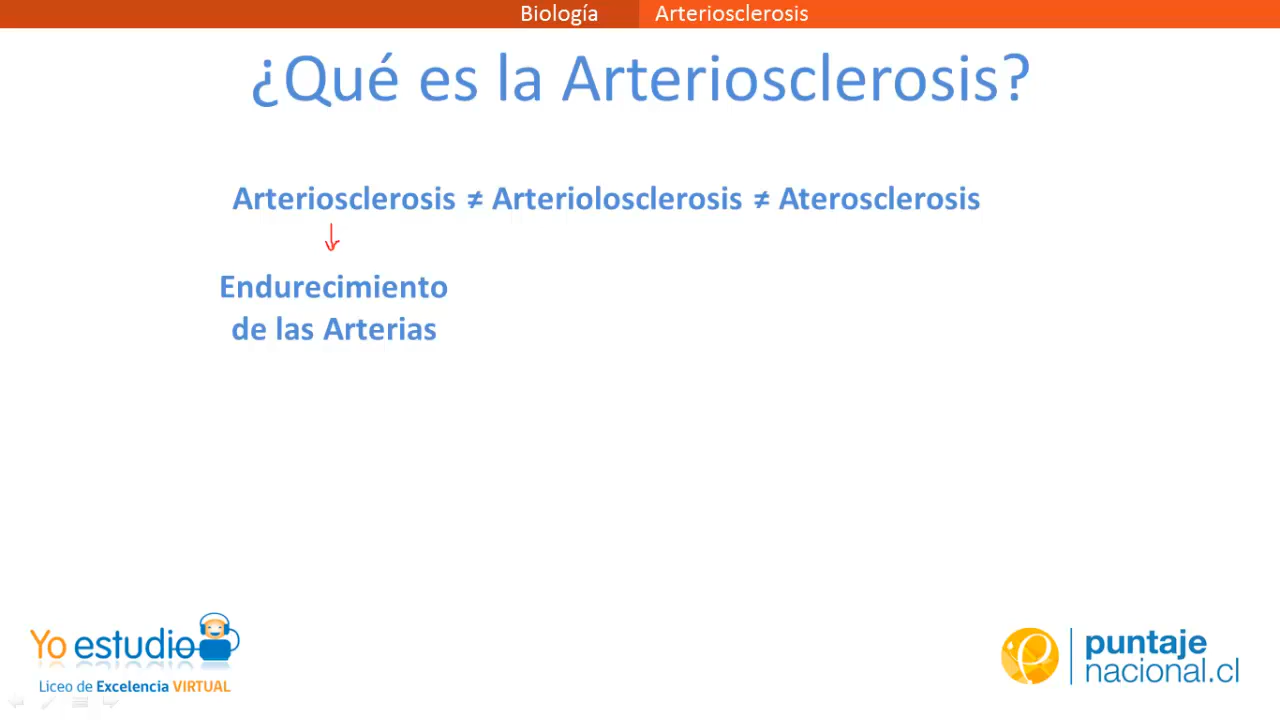 Biología Arteriosclerosis
¿Qué es la Arteriosclerosis?
Arteriosclerosis ≠ Arteriolosclerosis ≠ Aterosclerosis
Endurecimiento
de las Arterias
Yo estudio
Liceo de Excelencia VIRTUAL
puntaje
nacional.cl